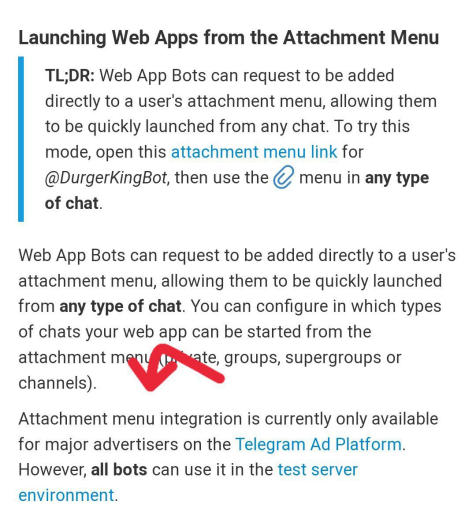 Launching Web Apps from the Attachment Menu
TL;DR: Web App Bots can request to be added
directly to a user's attachment menu, allowing them
to be quickly launched from any chat. To try this
mode, open this attachment menu link for
@DurgerKingBot, then use the menu in any type
of chat.
Web App Bots can request to be added directly to a user's
attachment menu, allowing them to be quickly launched
from any type of chat. You can configure in which types
of chats your web app can be started from the
attachment menu (private, groups, supergroups or
channels).
Attachment menu integration is currently only available
for major advertisers on the Telegram Ad Platform.
However, all bots can use it in the test server
environment.